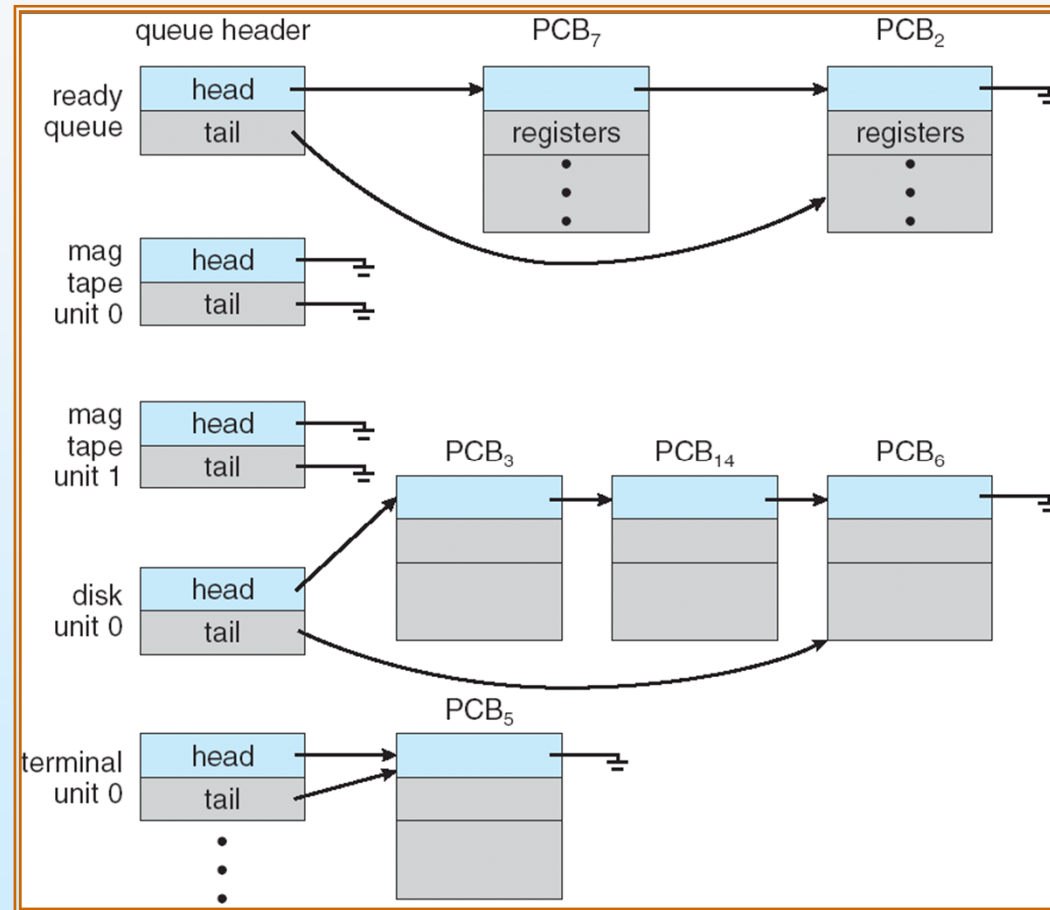 queue header
PCB₇
PCB₂
ready
queue
head
tail
registers
registers
mag
tape
unit 0
head
tail
mag
tape
unit 1
head
tail
PCB₃
PCB₁₄
PCB₆
disk
unit 0
head
tail
PCB₅
terminal
unit 0
head
tail